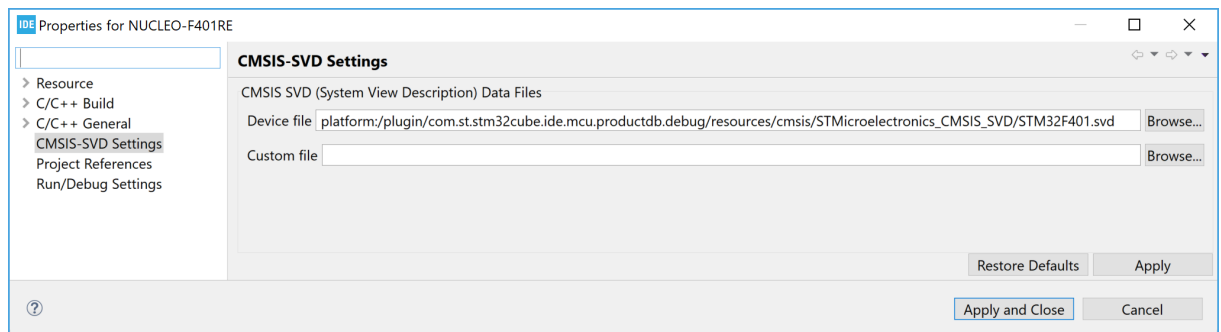 IDE Properties for NUCLEO-F401RE
CMSIS-SVD Settings
Resource
C/C++ Build
C/C++ General
CMSIS-SVD Settings
Project References
Run/Debug Settings
CMSIS SVD (System View Description) Data Files
Device file platform:/plugin/com.st.stm32cube.ide.mcu.productdb.debug/resources/cmsis/STMicroelectronics_CMSIS_SVD/STM32F401.svd Browse...
Custom file Browse...
Restore Defaults Apply
? Apply and Close Cancel